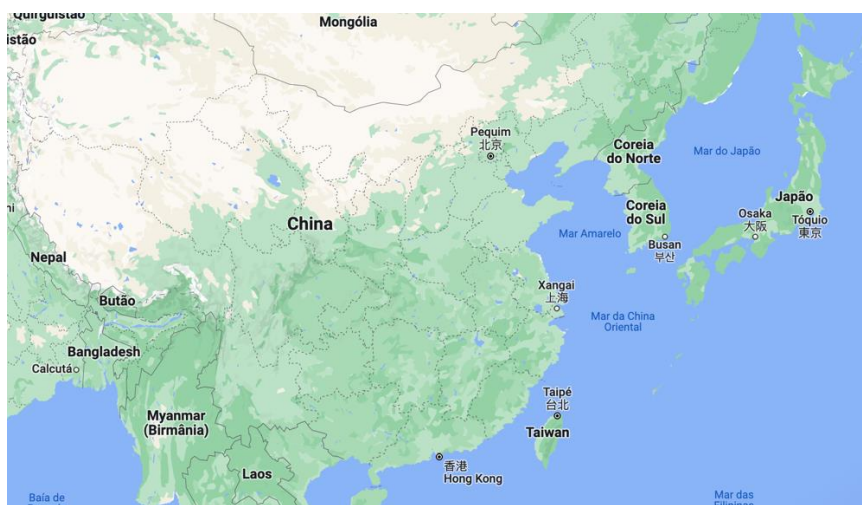 Quirguistão
istão
Mongólia
Pequim
北京
Coreia
do Norte
Mar do Japão
Coreia
do Sul
Japão
Osaka
大阪
Tóquio
東京
China
Mar Amarelo
Busan
부산
Nepal
Xangai
上海
Butão
Mar da China
Oriental
Bangladesh
Calcutá
Taipé
台北
Myanmar
(Birmânia)
Taiwan
香港
Hong Kong
Laos
Baía de
Mar das